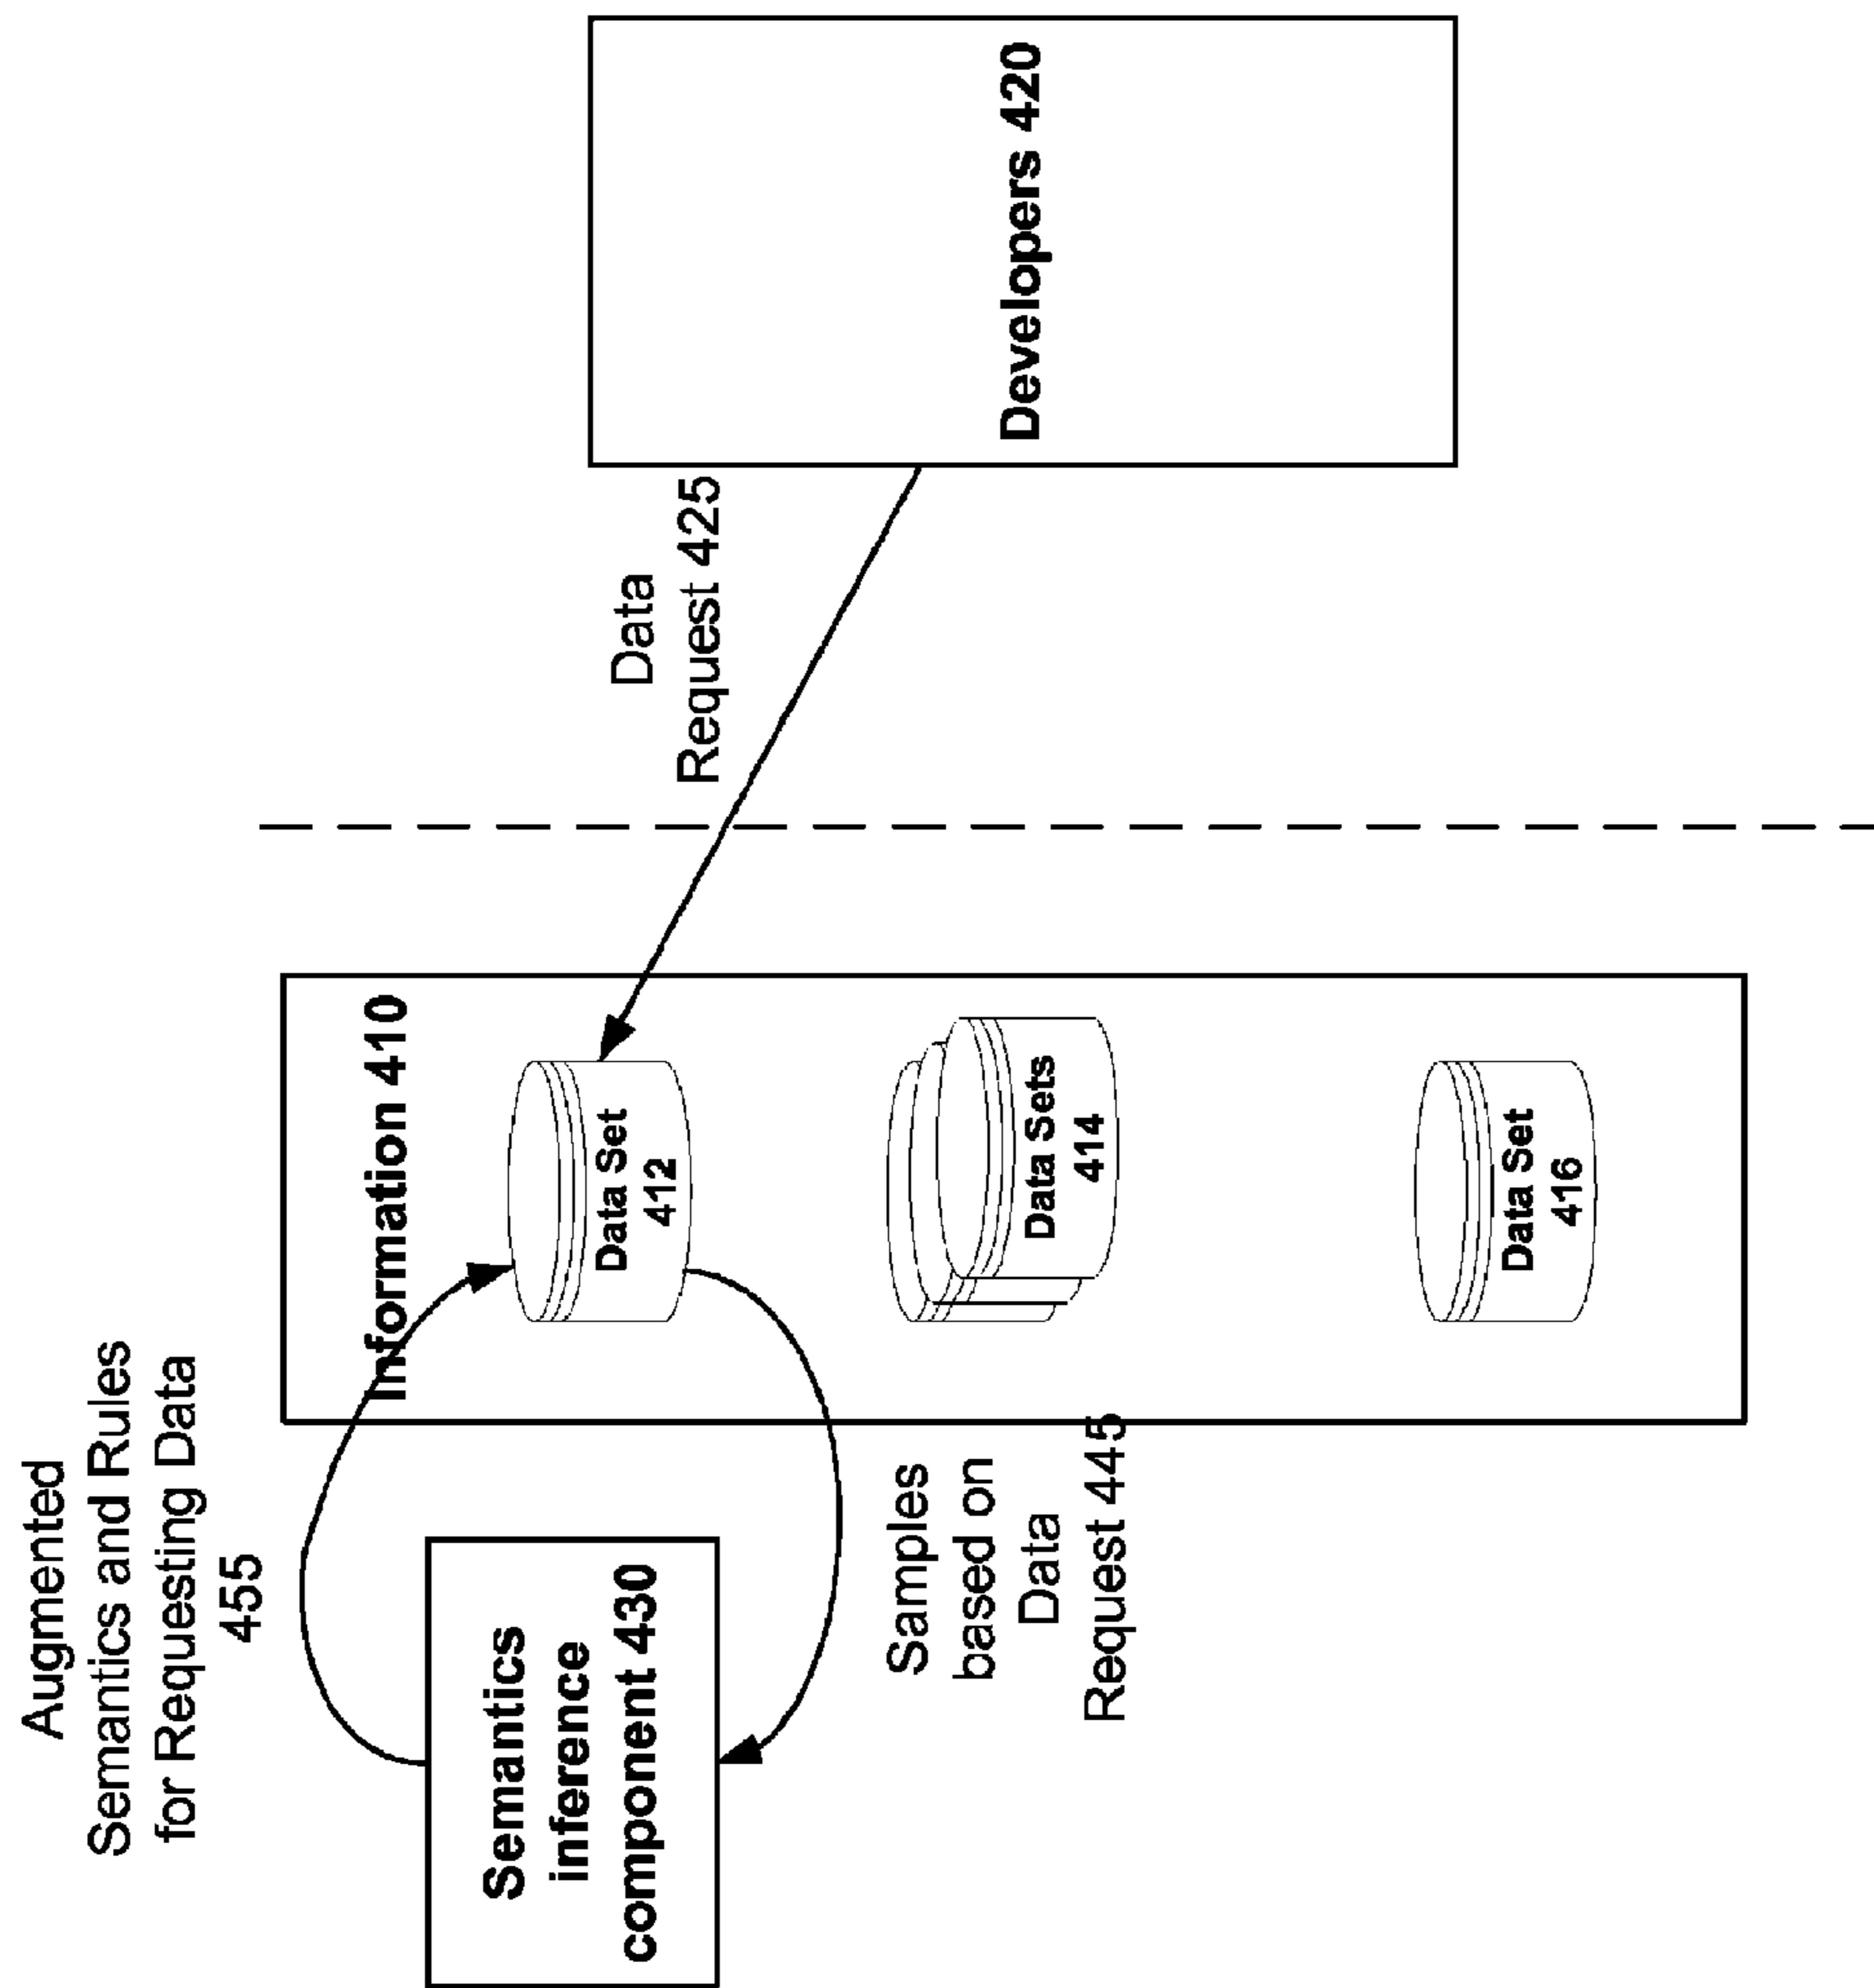 Augmented
Semantics and Rules
for Requesting Data
455
Semantics
inference
component 430
Samples
based on
Data
Request 445
Information 410
Data Set
412
Data Sets
414
Data Set
416
Data
Request 425
Developers 420